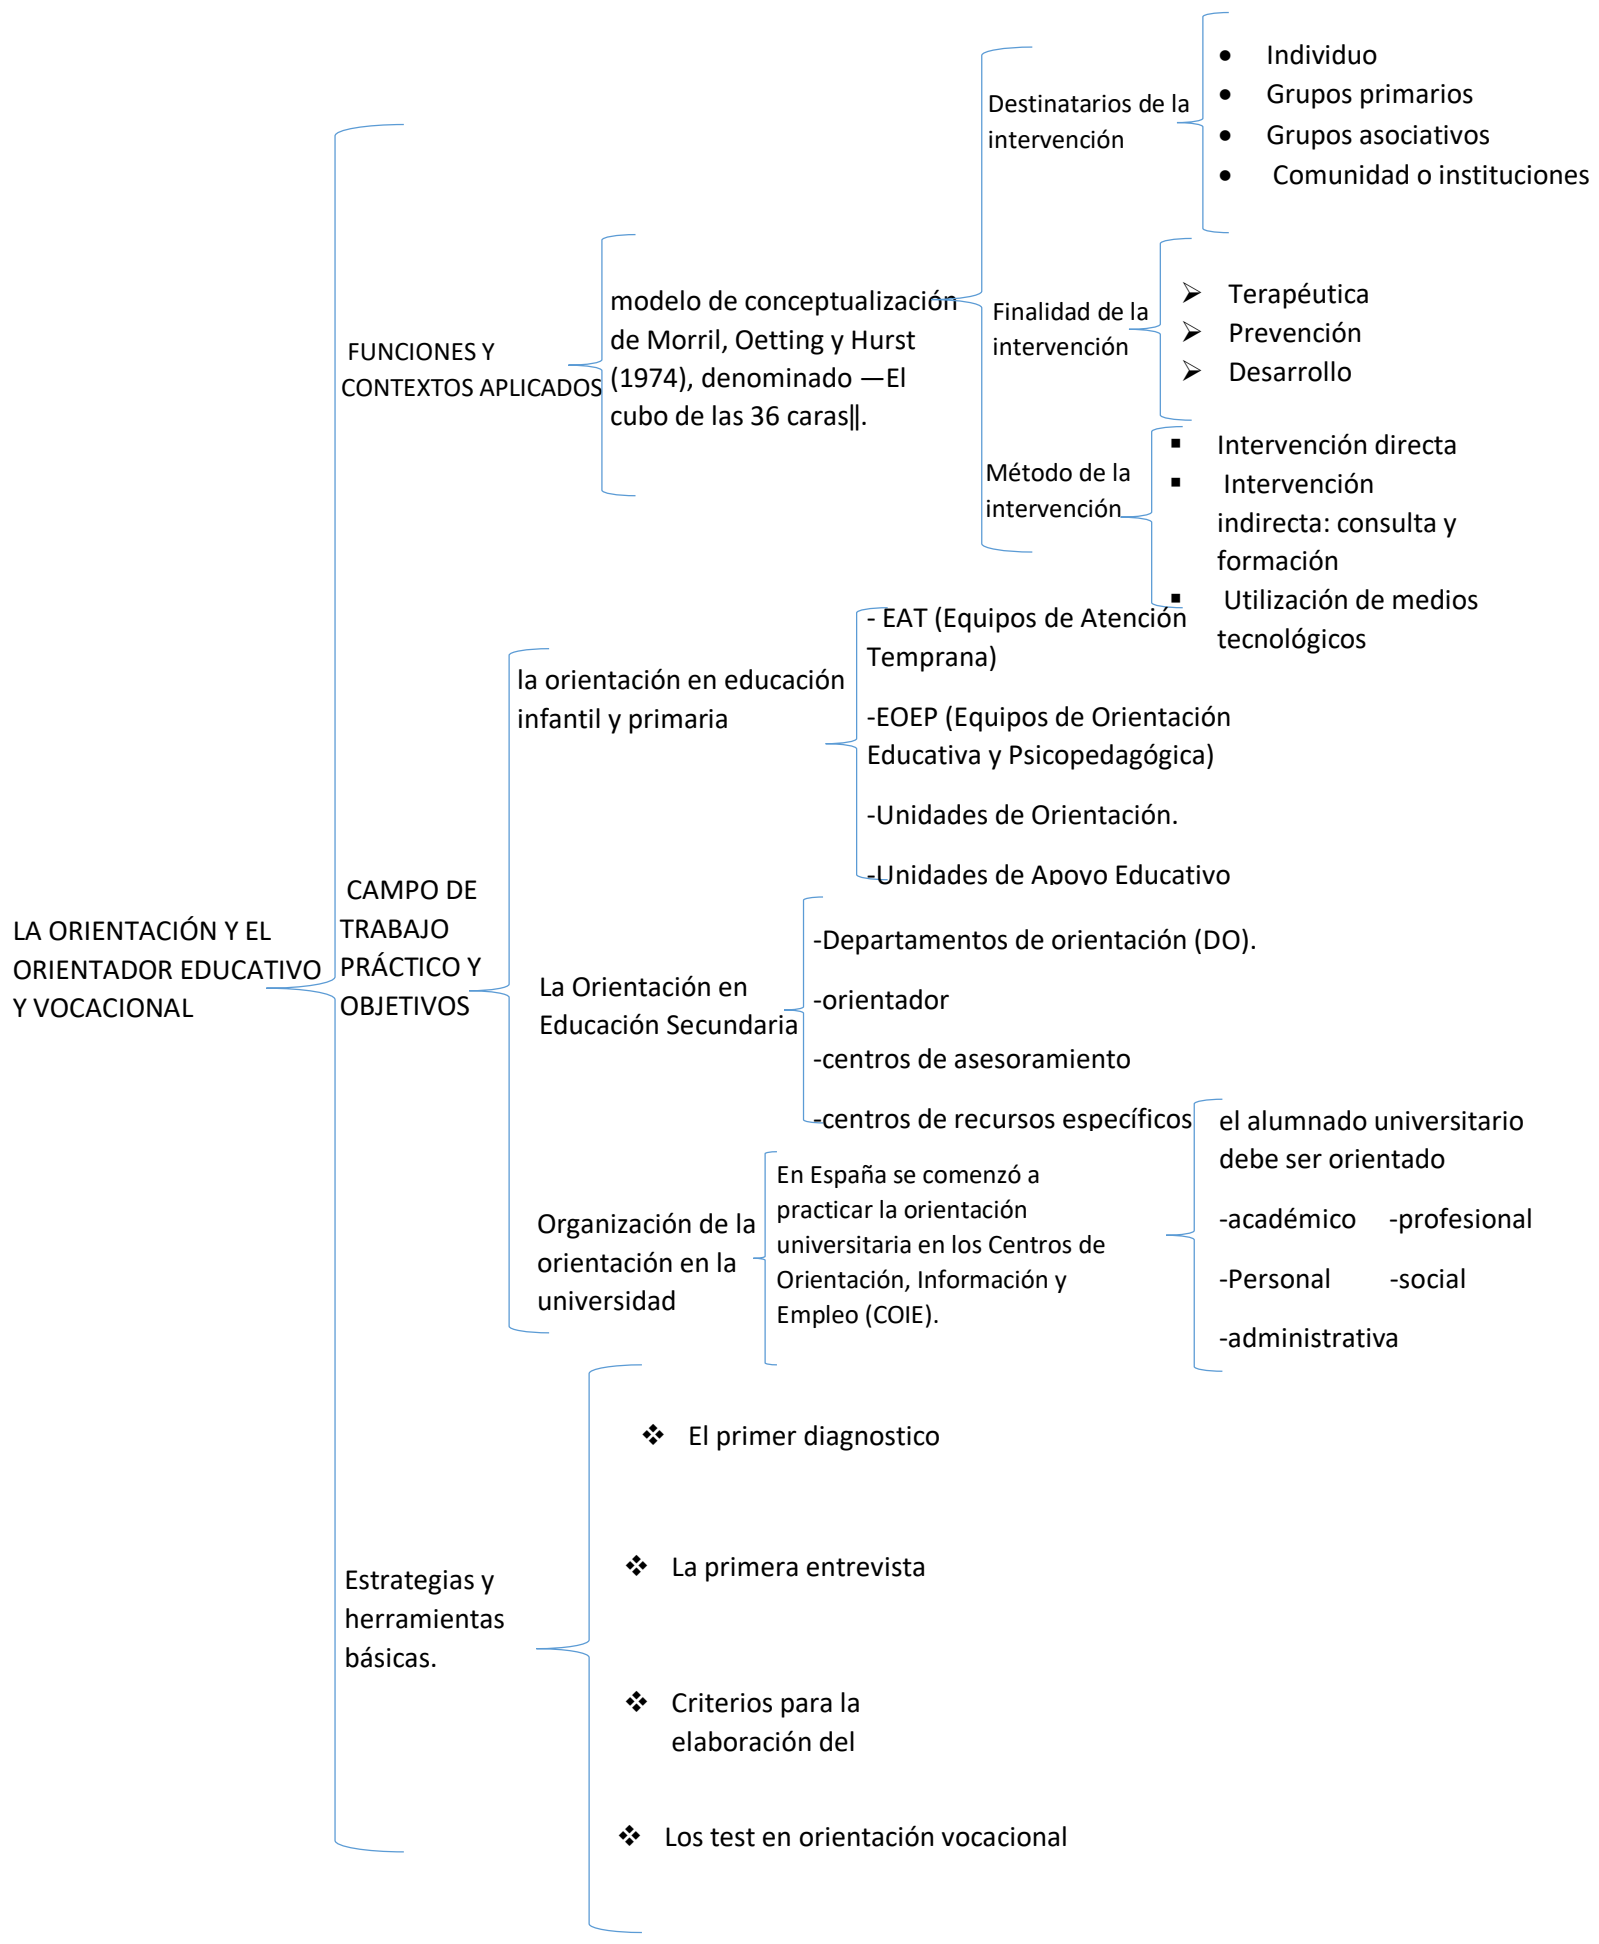 LA ORIENTACIÓN Y EL
ORIENTADOR EDUCATIVO
Y VOCACIONAL
FUNCIONES Y
CONTEXTOS APLICADOS
modelo de conceptualización
de Morril, Oetting y Hurst
(1974), denominado ―El
cubo de las 36 caras‖.
Destinatarios de la
intervención
• Individuo
• Grupos primarios
• Grupos asociativos
• Comunidad o instituciones
Finalidad de la
intervención
➢ Terapéutica
➢ Prevención
➢ Desarrollo
Método de la
intervención
▪ Intervención directa
▪ Intervención
indirecta: consulta y
formación
▪ Utilización de medios
tecnológicos
CAMPO DE
TRABAJO
PRÁCTICO Y
OBJETIVOS
la orientación en educación
infantil y primaria
- EAT (Equipos de Atención
Temprana)
-EOEP (Equipos de Orientación
Educativa y Psicopedagógica)
-Unidades de Orientación.
-Unidades de Apoyo Educativo
La Orientación en
Educación Secundaria
-Departamentos de orientación (DO).
-orientador
-centros de asesoramiento
-centros de recursos específicos
Organización de la
orientación en la
universidad
En España se comenzó a
practicar la orientación
universitaria en los Centros de
Orientación, Información y
Empleo (COIE).
el alumnado universitario
debe ser orientado
-académico -profesional
-Personal -social
-administrativa
Estrategias y
herramientas
básicas.
❖ El primer diagnostico
❖ La primera entrevista
❖ Criterios para la
elaboración del
❖ Los test en orientación vocacional